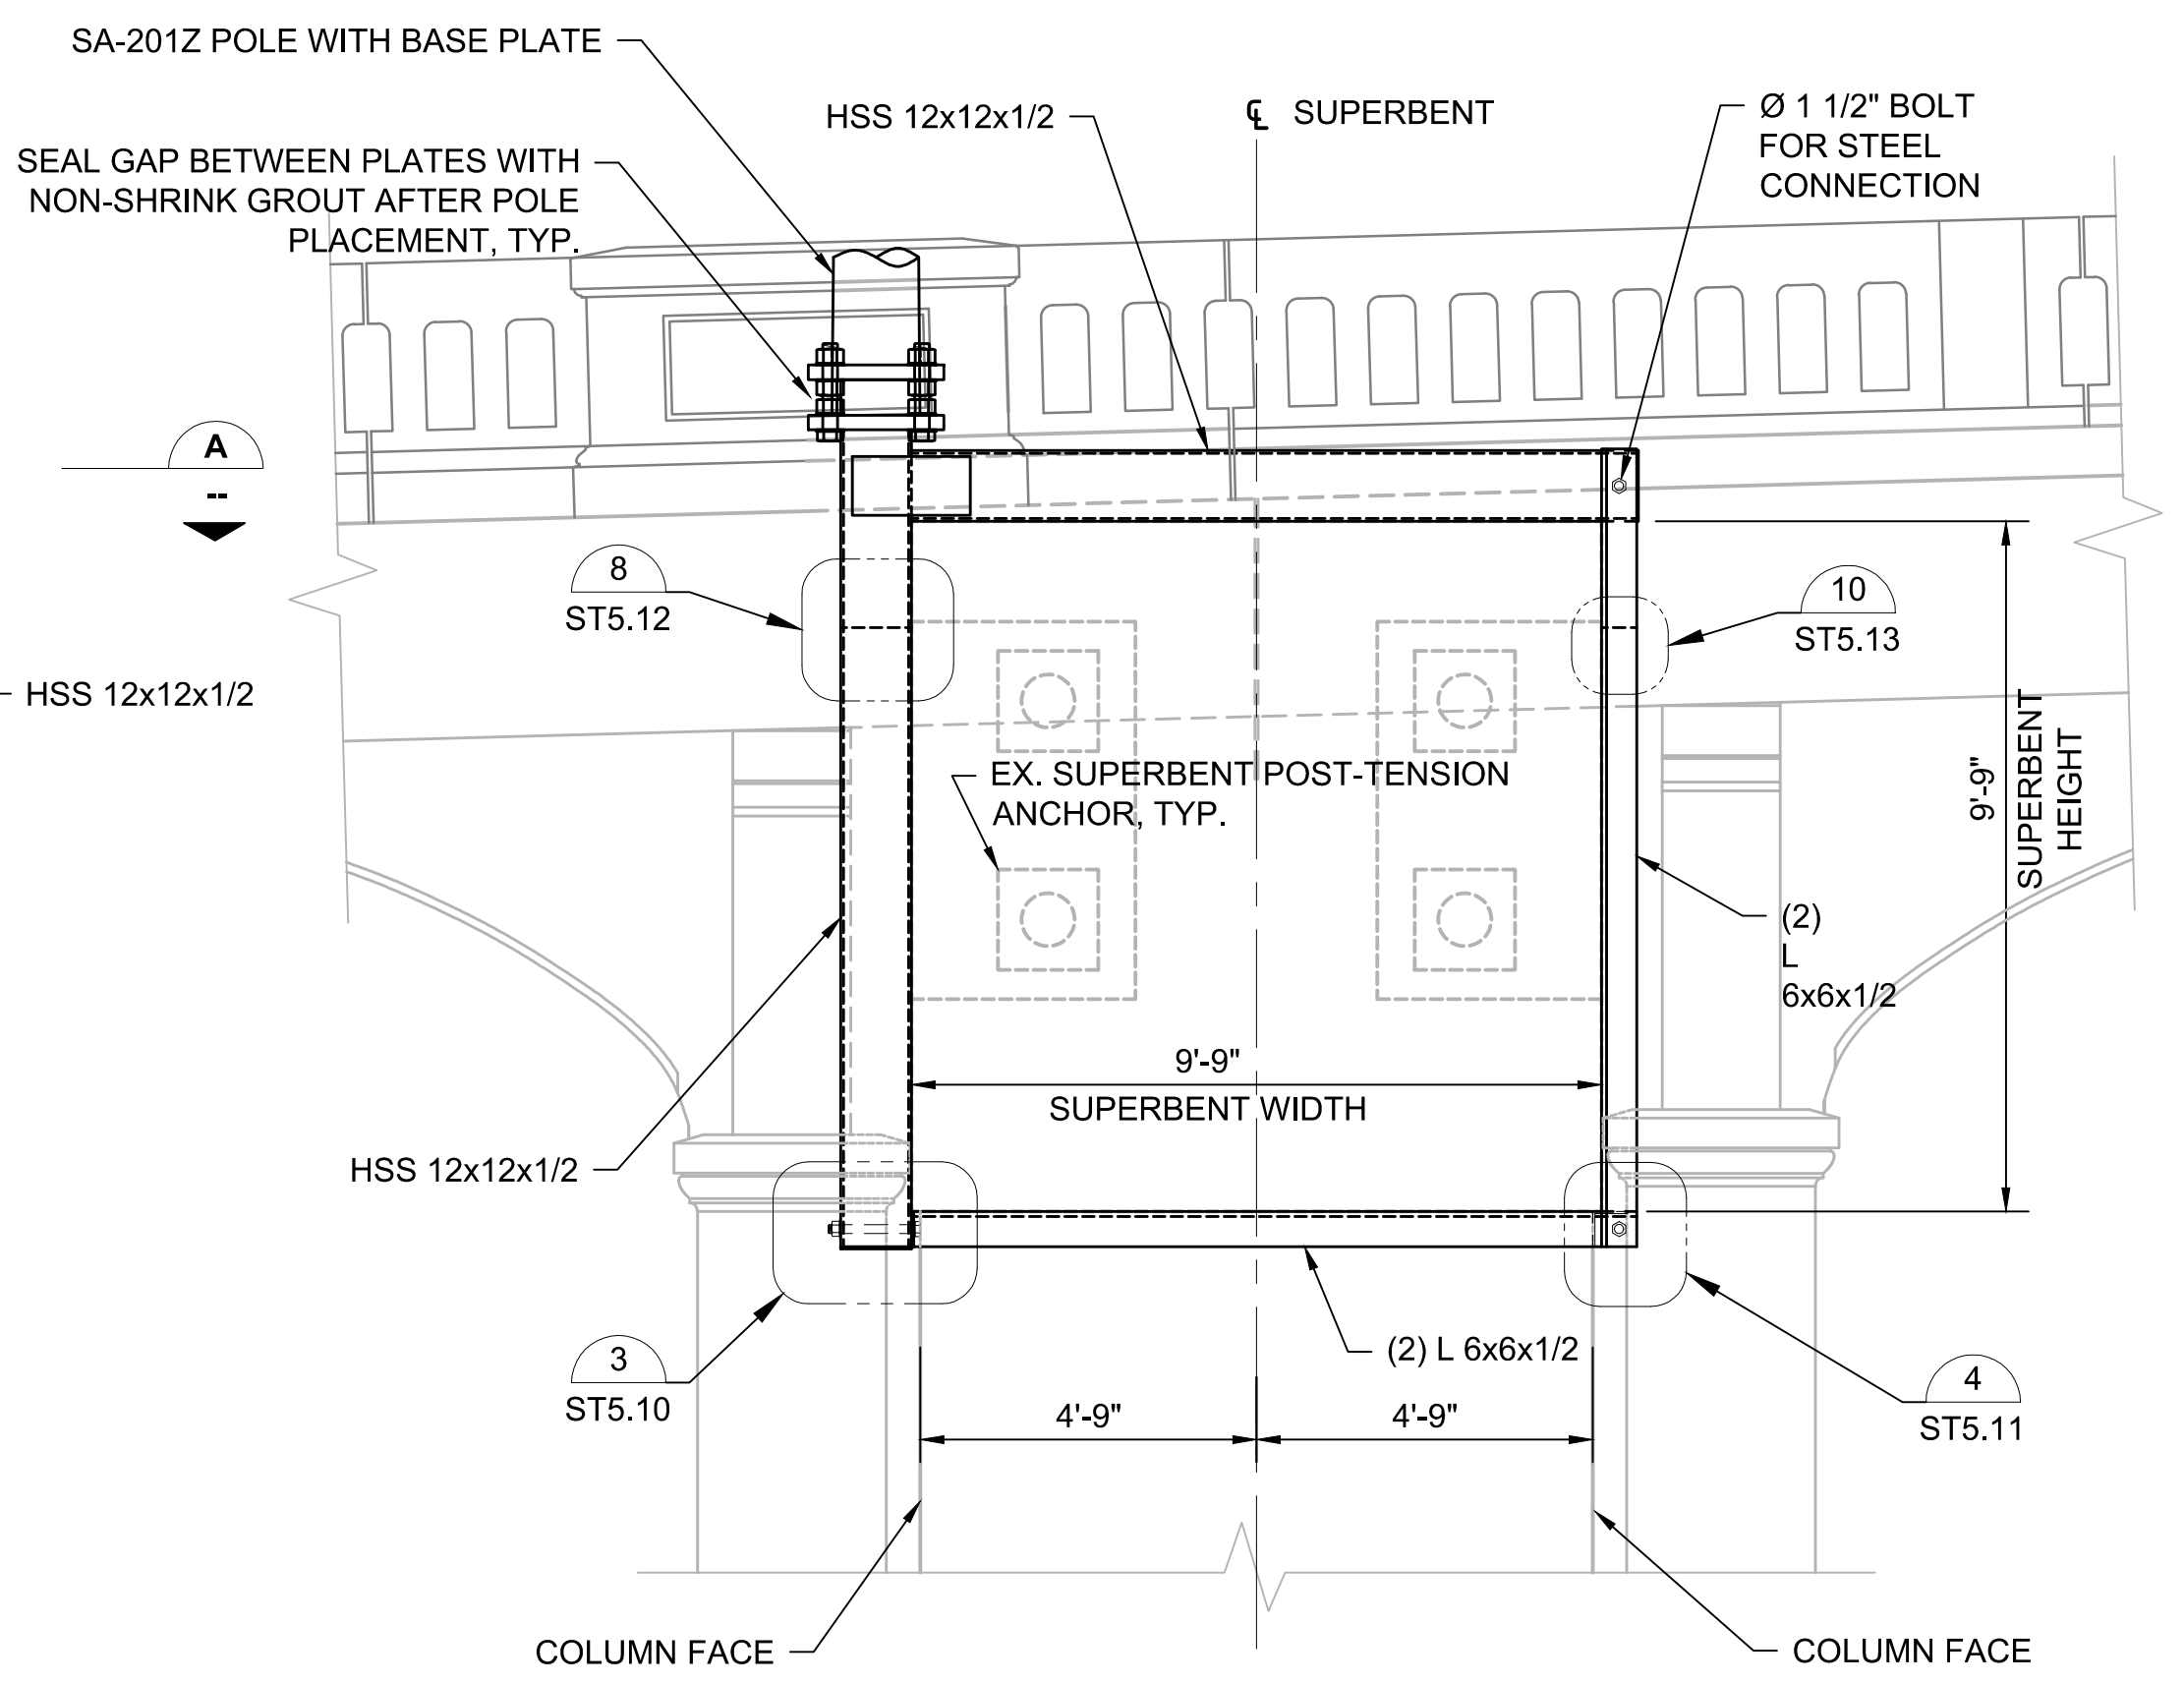 SA-201Z POLE WITH BASE PLATE
HSS 12x12x1/2
℄ SUPERBENT
Ø 1 1/2" BOLT
FOR STEEL
CONNECTION
SEAL GAP BETWEEN PLATES WITH
NON-SHRINK GROUT AFTER POLE
PLACEMENT, TYP.
A
--
8
ST5.12
10
ST5.13
HSS 12x12x1/2
EX. SUPERBENT POST-TENSION
ANCHOR, TYP.
9'-9"
SUPERBENT
HEIGHT
(2)
L
6x6x1/2
9'-9"
SUPERBENT WIDTH
HSS 12x12x1/2
3
ST5.10
(2) L 6x6x1/2
4
ST5.11
4'-9"
4'-9"
COLUMN FACE
COLUMN FACE